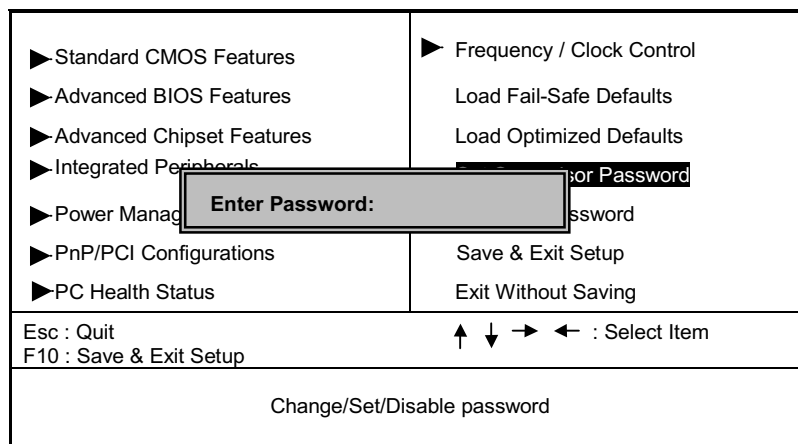 Standard CMOS Features
Advanced BIOS Features
Advanced Chipset Features
Integrated Peripherals
Power Manag
PnP/PCI Configurations
PC Health Status
Frequency / Clock Control
Load Fail-Safe Defaults
Load Optimized Defaults
sor Password
ssword
Save & Exit Setup
Exit Without Saving
Enter Password:
Esc : Quit
F10 : Save & Exit Setup
: Select Item
Change/Set/Disable password